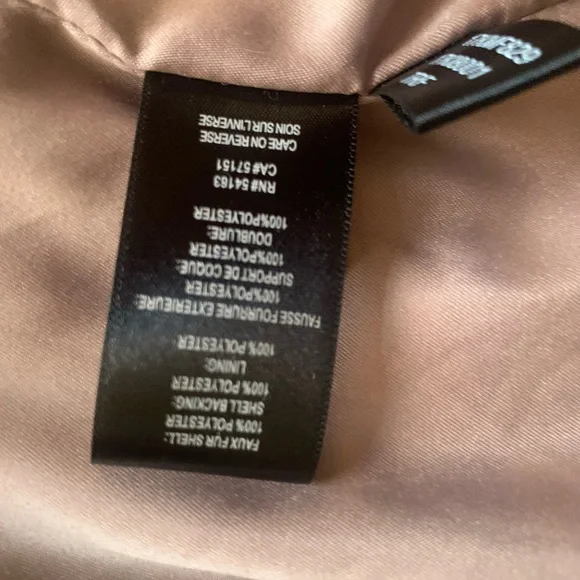 FAUX FUR SHELL:
100% POLYESTER
SHELL BACKING:
100% POLYESTER
LINING:
100% POLYESTER
FAUSSE FOURRURE EXTERIEURE:
100%POLYESTER
SUPPORT DE COQUE:
100%POLYESTER
DOUBLURE:
100%POLYESTER
RN# 54163
CA# 57151
CARE ON REVERSE
SOIN SUR L'INVERSE